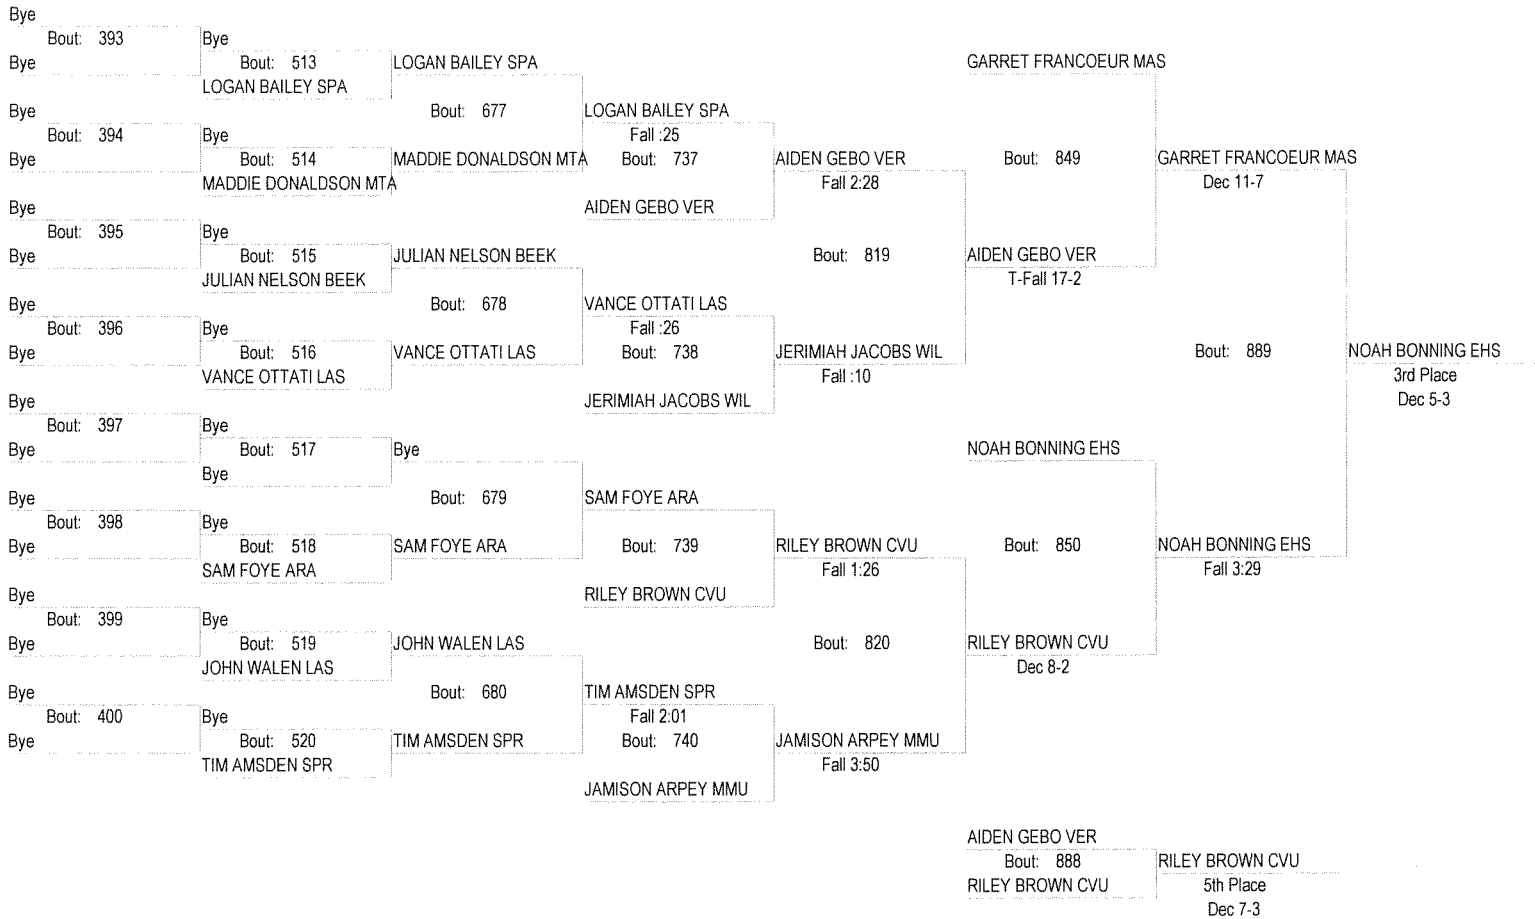 Bye
Bout: 393 Bye
Bye Bout: 513 LOGAN BAILEY SPA GARRET FRANCOEUR MAS
LOGAN BAILEY SPA
Bye Bout: 677 LOGAN BAILEY SPA
Bout: 394 Bye Fall :25
Bye Bout: 514 MADDIE DONALDSON MTA Bout: 737 AIDEN GEBO VER Bout: 849 GARRET FRANCOEUR MAS
MADDIE DONALDSON MTA Fall 2:28 Dec 11-7
Bye AIDEN GEBO VER
Bout: 395 Bye
Bye Bout: 515 JULIAN NELSON BEEK Bout: 819 AIDEN GEBO VER
JULIAN NELSON BEEK T-Fall 17-2
Bye Bout: 678 VANCE OTTATI LAS
Bout: 396 Bye Fall :26
Bye Bout: 516 VANCE OTTATI LAS Bout: 738 JERIMIAH JACOBS WIL Bout: 889 NOAH BONNING EHS
VANCE OTTATI LAS Fall :10 3rd Place
Bye JERIMIAH JACOBS WIL Dec 5-3
Bout: 397 Bye
Bye Bout: 517 Bye NOAH BONNING EHS
Bye
Bye Bout: 679 SAM FOYE ARA
Bout: 398 Bye
Bye Bout: 518 SAM FOYE ARA Bout: 739 RILEY BROWN CVU Bout: 850 NOAH BONNING EHS
SAM FOYE ARA Fall 1:26 Fall 3:29
Bye RILEY BROWN CVU
Bout: 399 Bye
Bye Bout: 519 JOHN WALEN LAS Bout: 820 RILEY BROWN CVU
JOHN WALEN LAS Dec 8-2
Bye Bout: 680 TIM AMSDEN SPR
Bout: 400 Bye Fall 2:01
Bye Bout: 520 TIM AMSDEN SPR Bout: 740 JAMISON ARPEY MMU
TIM AMSDEN SPR Fall 3:50
JAMISON ARPEY MMU
AIDEN GEBO VER
Bout: 888 RILEY BROWN CVU
RILEY BROWN CVU 5th Place
Dec 7-3